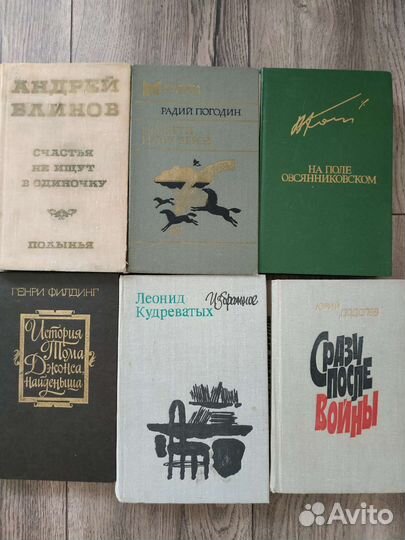 АНДРЕЙ
БЛИНОВ
СЧАСТЬЯ
НЕ ИЩУТ
В ОДИНОЧКУ
ПОЛЫНЬЯ
РАДИЙ ПОГОДИН
НА ПОЛЕ
ОВСЯННИКОВСКОМ
ГЕНРИ ФИЛДИНГ
История
Тома
Джонса,
найденыша
Леонид
Кудреватых
Избранное
ЮРИЙ
СРАЗУ
ПОСЛЕ
ВОЙНЫ
Avito